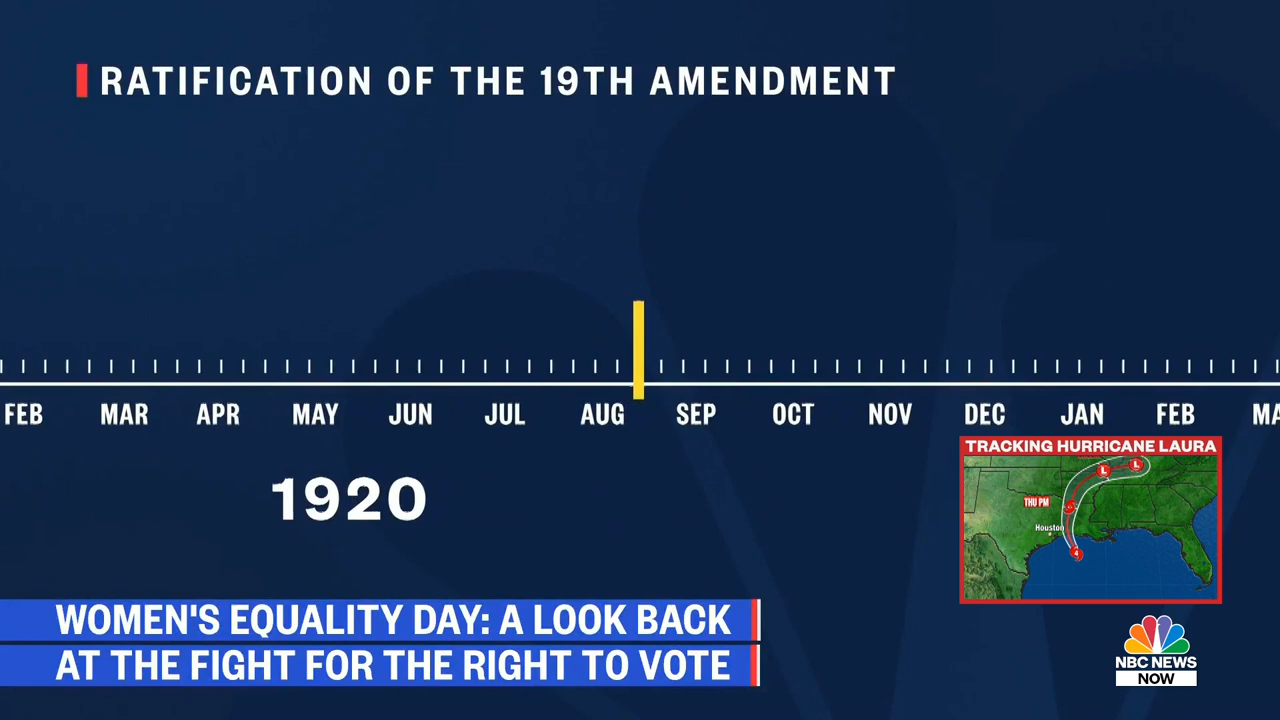 RATIFICATION OF THE 19TH AMENDMENT
FEB MAR APR MAY JUN JUL AUG SEP OCT NOV DEC JAN FEB MA
1920
TRACKING HURRICANE LAURA
THU PM
Houston
L
L
4
WOMEN'S EQUALITY DAY: A LOOK BACK
AT THE FIGHT FOR THE RIGHT TO VOTE
NBC NEWS
NOW